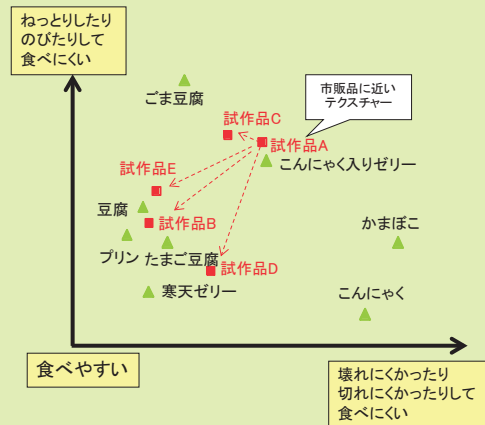 ねっとりしたり
のびたりして
食べにくい
ごま豆腐
市販品に近い
テクスチャー
試作品C
試作品A
こんにゃく入りゼリー
試作品E
豆腐
試作品B
かまぼこ
プリン
たまご豆腐
試作品D
寒天ゼリー
こんにゃく
食べやすい
壊れにくかったり
切れにくかったりして
食べにくい